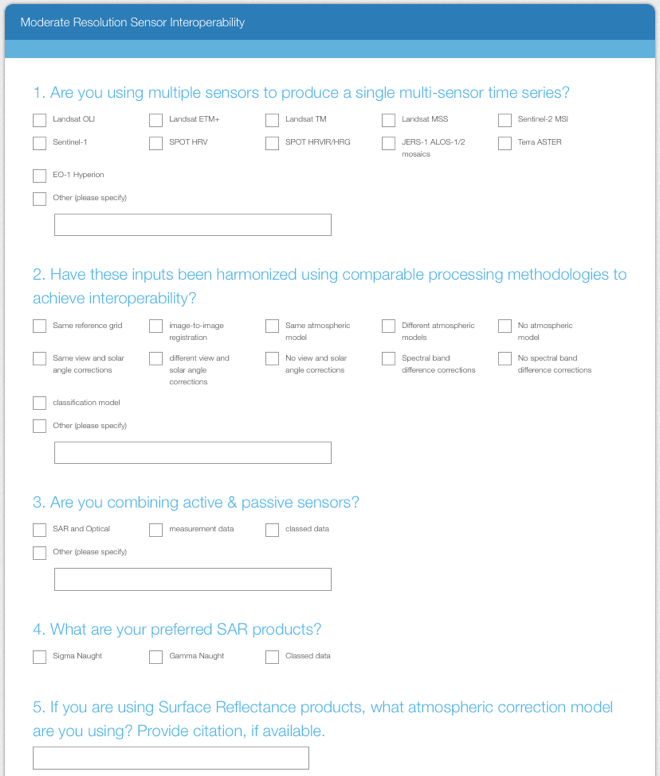 Moderate Resolution Sensor Interoperability
1. Are you using multiple sensors to produce a single multi-sensor time series?
Landsat OLI
Landsat ETM+
Landsat TM
Landsat MSS
Sentinel-2 MSI
Sentinel-1
SPOT HRV
SPOT HRVIR/HRG
JERS-1 ALOS-1/2
mosaics
Terra ASTER
EO-1 Hyperion
Other (please specify)
2. Have these inputs been harmonized using comparable processing methodologies to
achieve interoperability?
Same reference grid
image-to-image
registration
Same atmospheric
model
Different atmospheric
models
No atmospheric
model
Same view and solar
angle corrections
different view and
solar angle
corrections
No view and solar
angle corrections
Spectral band
difference corrections
No spectral band
difference corrections
classification model
Other (please specify)
3. Are you combining active & passive sensors?
SAR and Optical
measurement data
classed data
Other (please specify)
4. What are your preferred SAR products?
Sigma Naught
Gamma Naught
Classed data
5. If you are using Surface Reflectance products, what atmospheric correction model
are you using? Provide citation, if available.